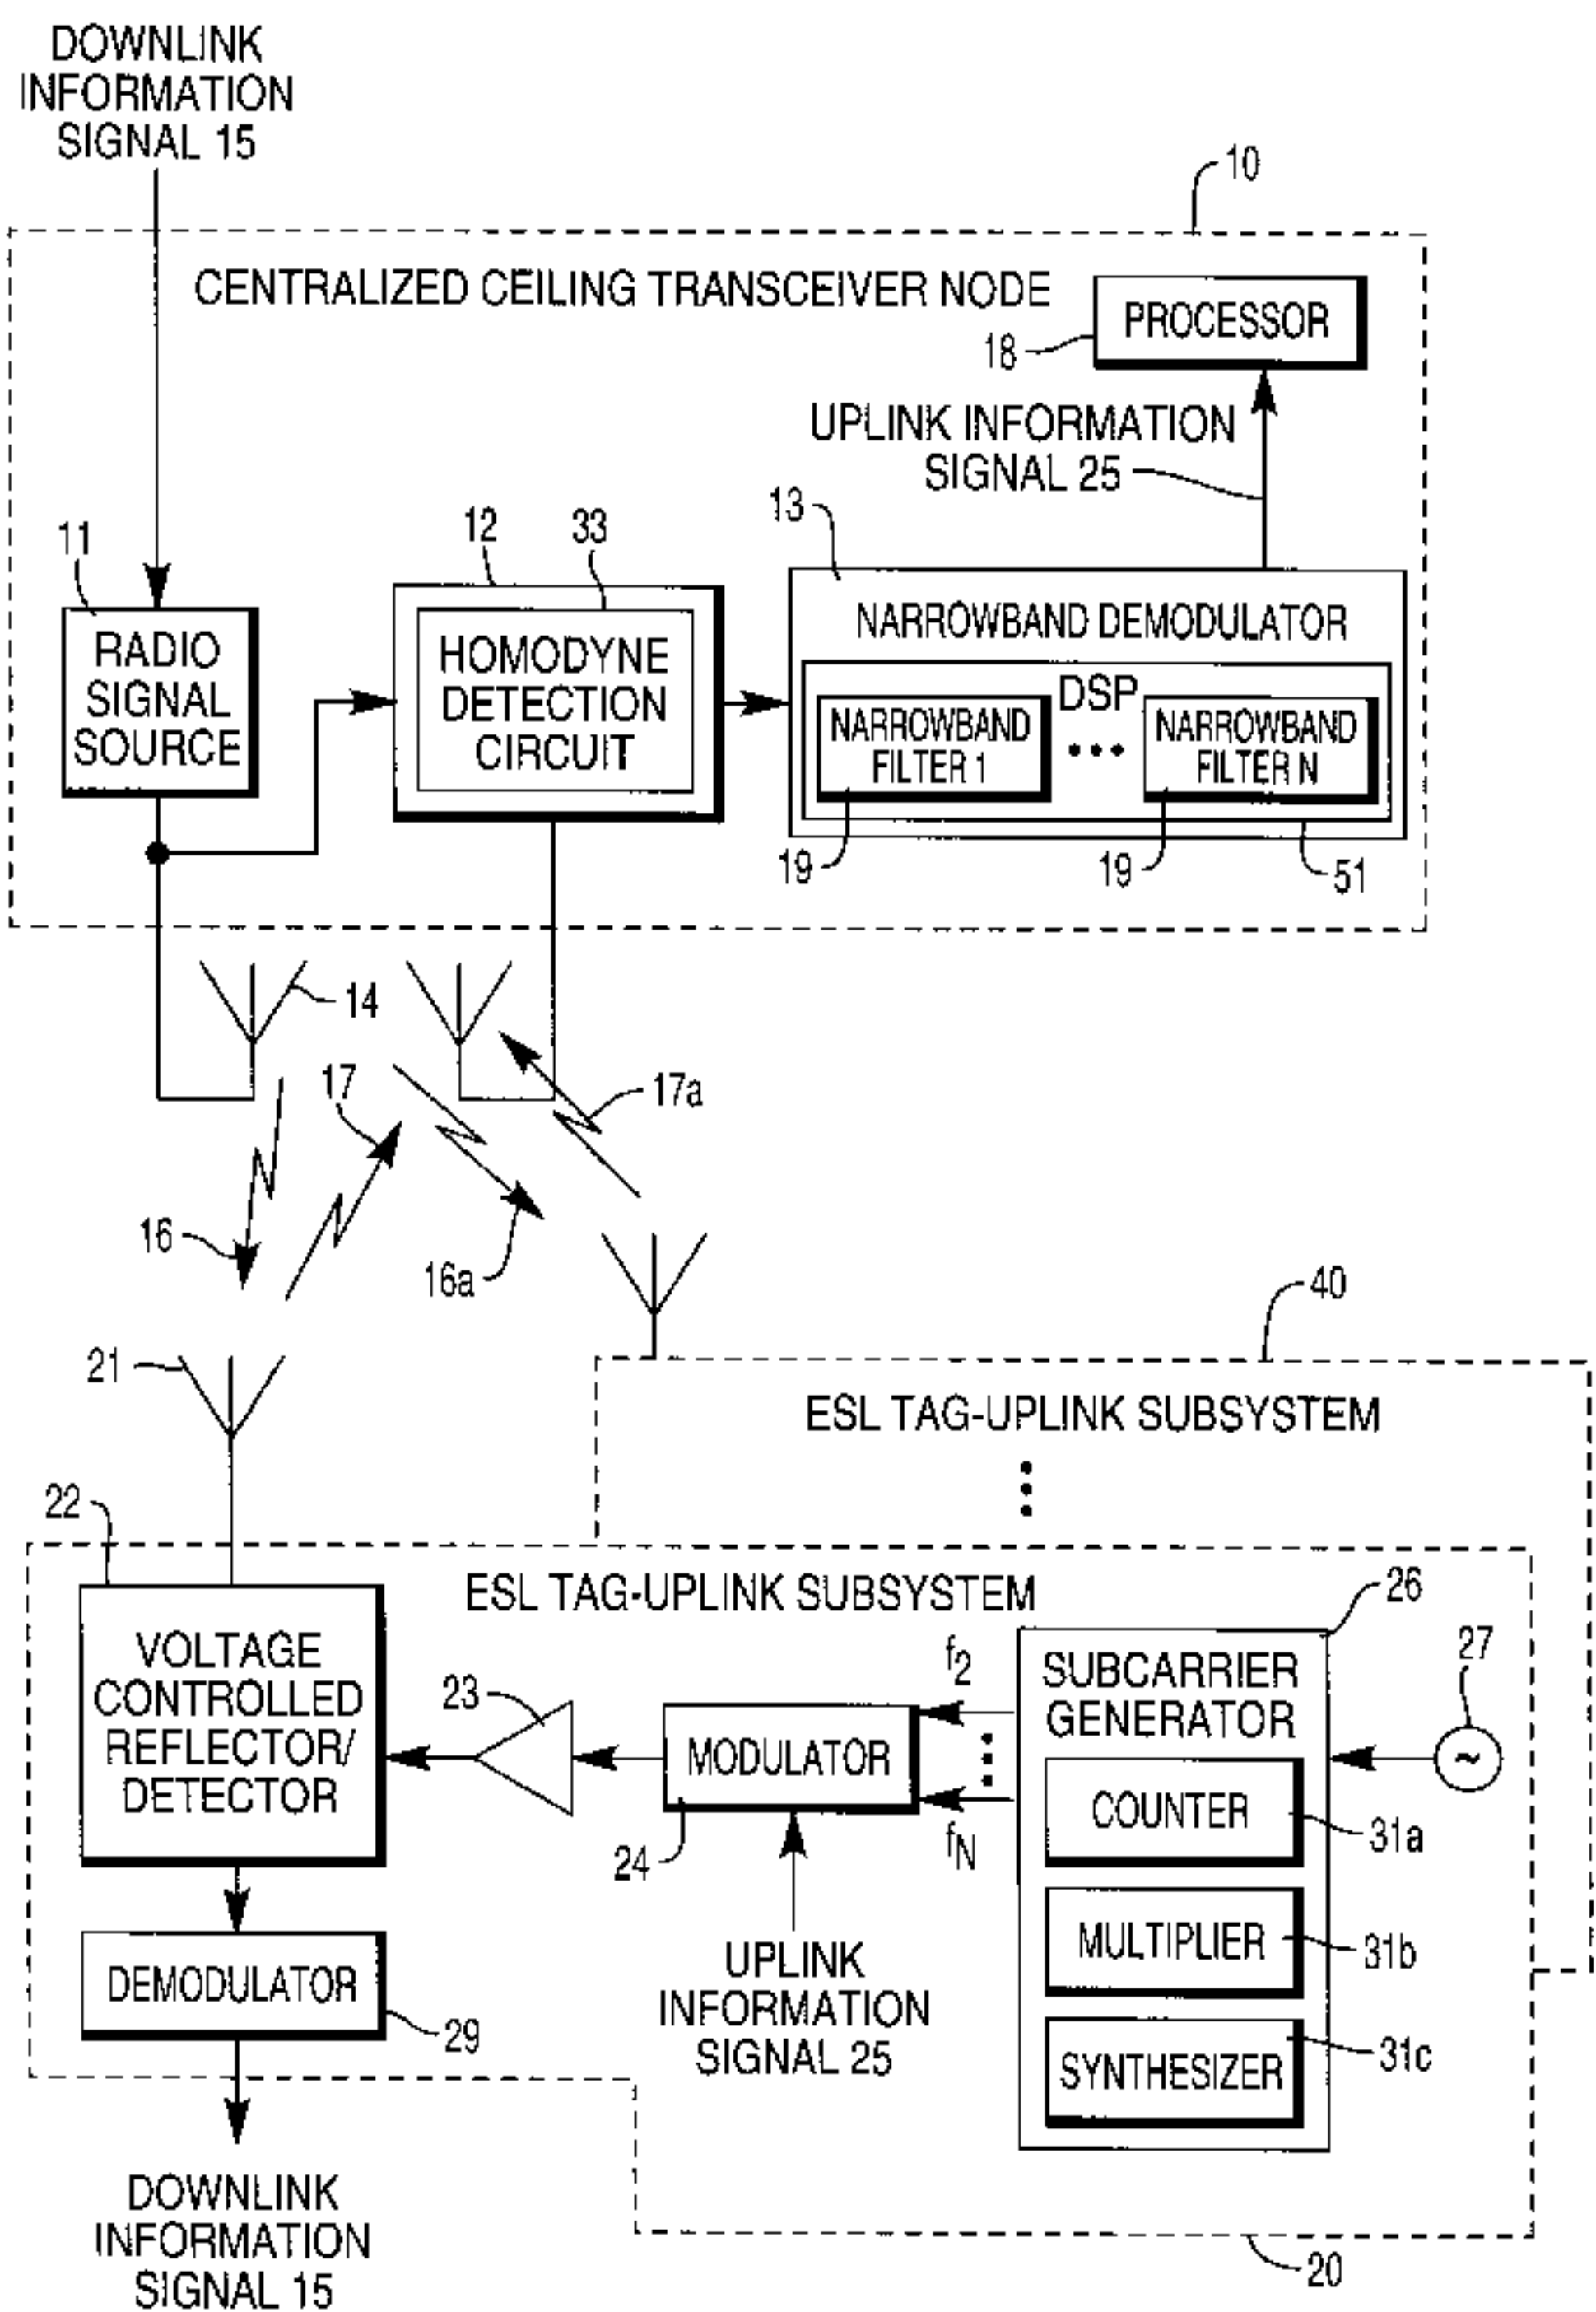 DOWNLINK
INFORMATION
SIGNAL 15
10
CENTRALIZED CEILING TRANSCEIVER NODE
PROCESSOR
18
UPLINK INFORMATION
SIGNAL 25
13
12
33
11
RADIO
SIGNAL
SOURCE
HOMODYNE
DETECTION
CIRCUIT
NARROWBAND DEMODULATOR
DSP
NARROWBAND
FILTER 1
NARROWBAND
FILTER N
19
19
51
14
17
17a
16
16a
40
21
ESL TAG-UPLINK SUBSYSTEM
22
ESL TAG-UPLINK SUBSYSTEM
26
27
VOLTAGE
CONTROLLED
REFLECTOR/
DETECTOR
23
MODULATOR
24
f2
fN
SUBCARRIER
GENERATOR
~
COUNTER
31a
MULTIPLIER
31b
SYNTHESIZER
31c
DEMODULATOR
29
UPLINK
INFORMATION
SIGNAL 25
DOWNLINK
INFORMATION
SIGNAL 15
20